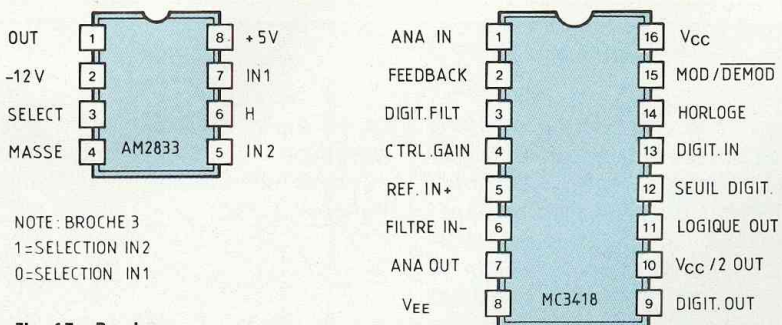 OUT 1 8 +5V
-12V 2 7 IN1
SELECT 3 6 H
MASSE 4 AM2833 5 IN2
NOTE: BROCHE 3
1=SELECTION IN2
0=SELECTION IN1
ANA IN 1 16 VCC
FEEDBACK 2 15 MOD/DEMOD
DIGIT.FILT 3 14 HORLOGE
CTRL.GAIN 4 13 DIGIT.IN
REF. IN+ 5 12 SEUIL DIGIT.
FILTRE IN- 6 11 LOGIQUE OUT
ANA OUT 7 10 VCC/2 OUT
VEE 8 MC3418 9 DIGIT.OUT